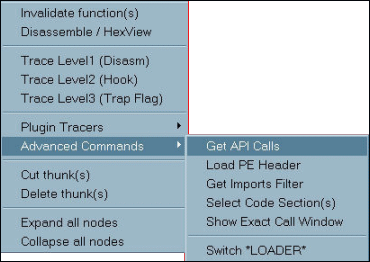 Invalidate function(s)
Disassemble / HexView
Trace Level1 (Disasm)
Trace Level2 (Hook)
Trace Level3 (Trap Flag)
Plugin Tracers
Advanced Commands
Cut thunk(s)
Delete thunk(s)
Expand all nodes
Collapse all nodes
Get API Calls
Load PE Header
Get Imports Filter
Select Code Section(s)
Show Exact Call Window
Switch *LOADER*